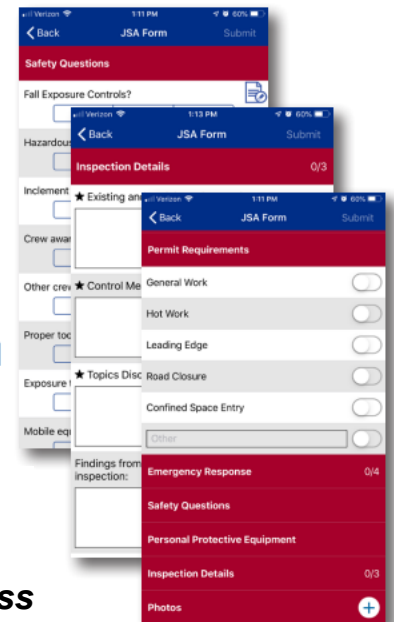 Verizon 1:11 PM 60%
Back JSA Form Submit
Safety Questions
Fall Exposure Controls?
Hazardous
Inclement
Crew awar
Other crew
Proper too
Exposure
Mobile equ
Verizon 1:13 PM 60%
Back JSA Form Submit
Inspection Details 0/3
★ Existing an
★ Control Me
★ Topics Disc
Findings from
inspection:
Verizon 1:11 PM 60%
Back JSA Form Submit
Permit Requirements
General Work
Hot Work
Leading Edge
Road Closure
Confined Space Entry
Other
Emergency Response 0/4
Safety Questions
Personal Protective Equipment
Inspection Details 0/3
Photos +
ss